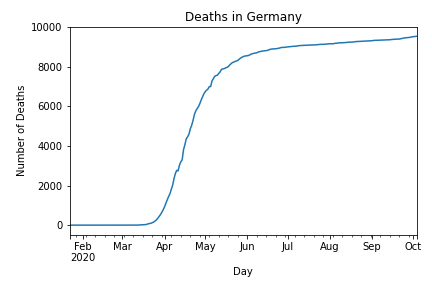 Deaths in Germany
Number of Deaths
10000
8000
6000
4000
2000
0
Feb Mar Apr May Jun Jul Aug Sep Oct
2020
Day